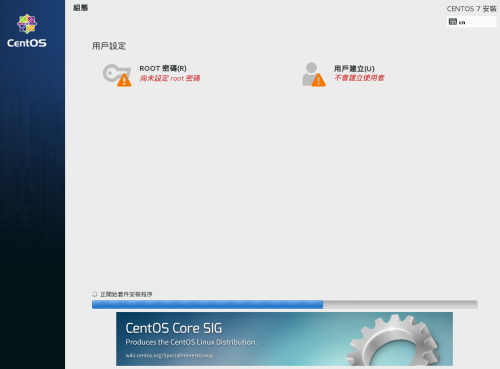 組態
CENTOS 7 安裝
cn
CentOS
用戶設定
ROOT 密碼(R)
尚未設定 root 密碼
用戶建立(U)
不會建立使用者
正開始套件安裝程序
CentOS Core SIG
Produces the CentOS Linux Distribution.
wiki.centos.org/SpecialInterestGroup